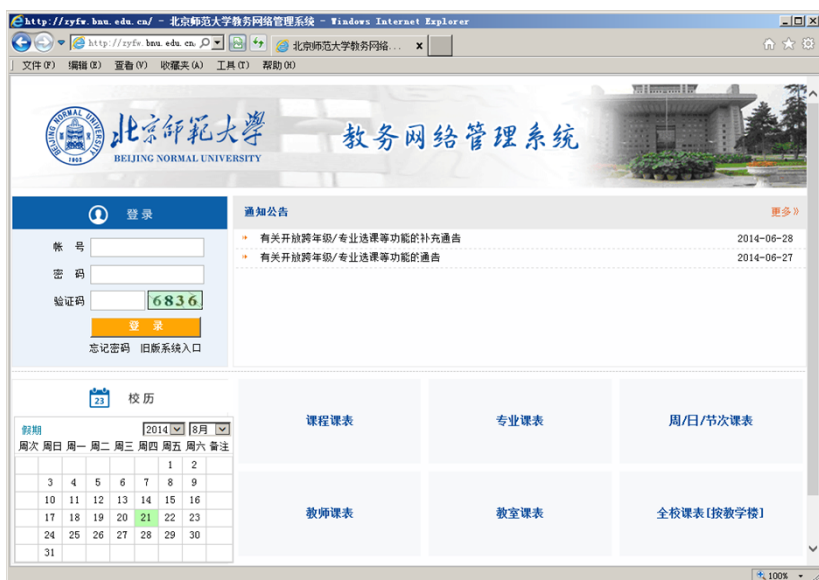 http://zyfw.bnu.edu.cn/ - 北京师范大学教务网络管理系统 - Windows Internet Explorer
http://zyfw.bnu.edu.cn
北京师范大学教务网络...
文件(F) 编辑(E) 查看(V) 收藏夹(A) 工具(T) 帮助(H)
BEIJING NORMAL UNIVERSITY
1902
北京师范大學
BEIJING NORMAL UNIVERSITY
教务网络管理系统
登录
帐 号
密 码
验证码 6836
登 录
忘记密码 旧版系统入口
通知公告 更多》
有关开放跨年级/专业选课等功能的补充通告 2014-06-28
有关开放跨年级/专业选课等功能的通告 2014-06-27
23 校历
假期 2014 8月
周次 周日 周一 周二 周三 周四 周五 周六 备注
1 2
3 4 5 6 7 8 9
10 11 12 13 14 15 16
17 18 19 20 21 22 23
24 25 26 27 28 29 30
31
课程课表 专业课表 周/日/节次课表
教师课表 教室课表 全校课表[按教学楼]
100%